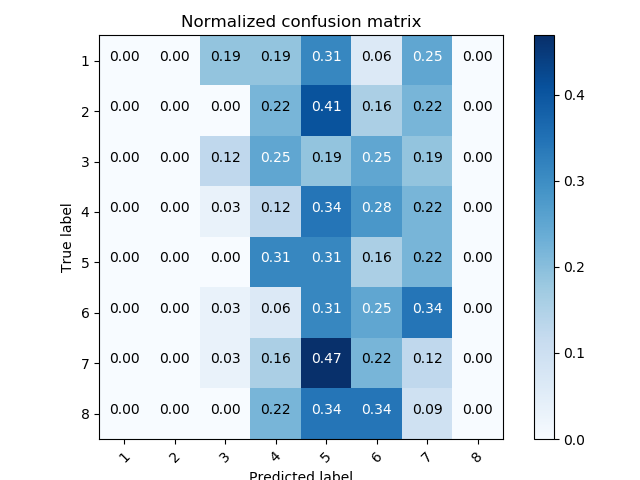 Normalized confusion matrix
1 0.00 0.00 0.19 0.19 0.31 0.06 0.25 0.00
2 0.00 0.00 0.00 0.22 0.41 0.16 0.22 0.00
3 0.00 0.00 0.12 0.25 0.19 0.25 0.19 0.00
4 0.00 0.00 0.03 0.12 0.34 0.28 0.22 0.00
5 0.00 0.00 0.00 0.31 0.31 0.16 0.22 0.00
6 0.00 0.00 0.03 0.06 0.31 0.25 0.34 0.00
7 0.00 0.00 0.03 0.16 0.47 0.22 0.12 0.00
8 0.00 0.00 0.00 0.22 0.34 0.34 0.09 0.00
1 2 3 4 5 6 7 8
True label
Predicted label
0.4
0.3
0.2
0.1
0.0